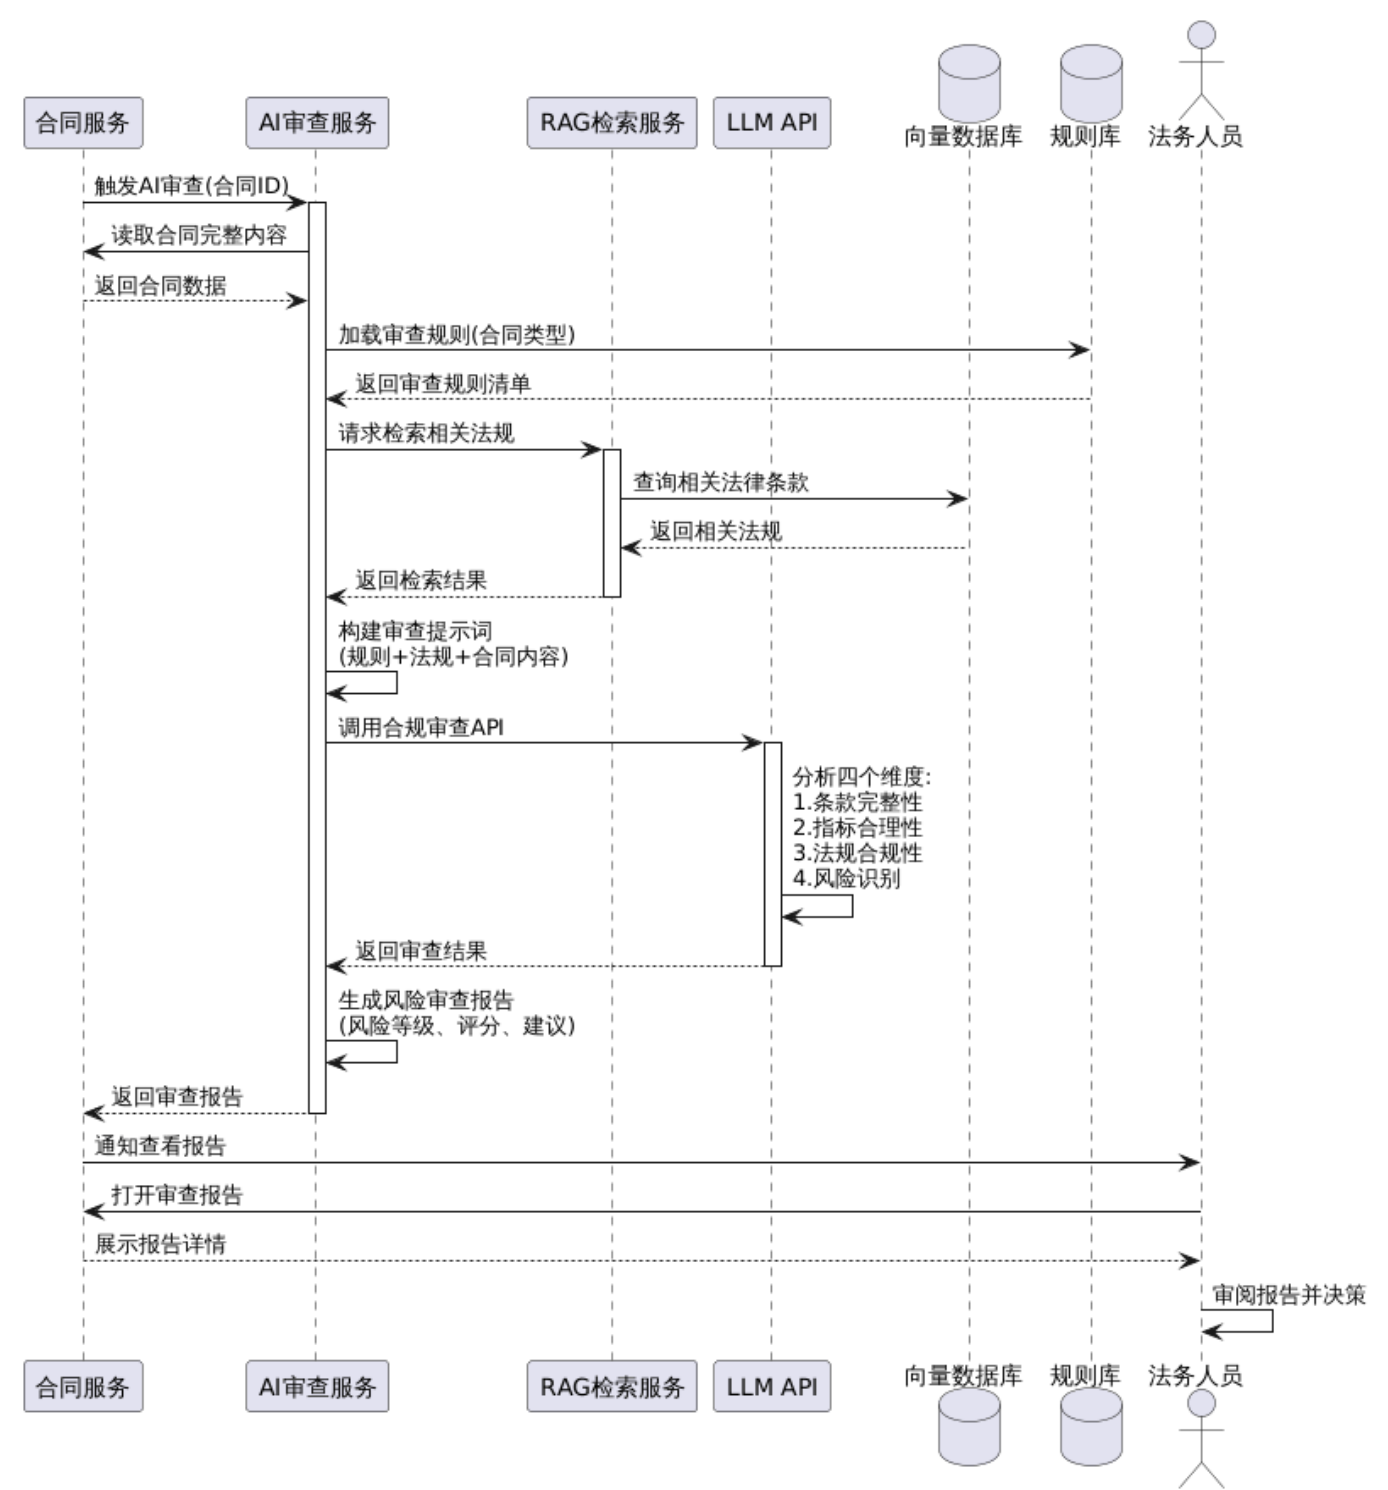 合同服务
AI审查服务
RAG检索服务
LLM API
向量数据库
规则库
法务人员
触发AI审查(合同ID)
读取合同完整内容
返回合同数据
加载审查规则(合同类型)
返回审查规则清单
请求检索相关法规
查询相关法律条款
返回相关法规
返回检索结果
构建审查提示词
(规则+法规+合同内容)
调用合规审查API
分析四个维度:
1.条款完整性
2.指标合理性
3.法规合规性
4.风险识别
返回审查结果
生成风险审查报告
(风险等级、评分、建议)
返回审查报告
通知查看报告
打开审查报告
展示报告详情
审阅报告并决策
合同服务
AI审查服务
RAG检索服务
LLM API
向量数据库
规则库
法务人员